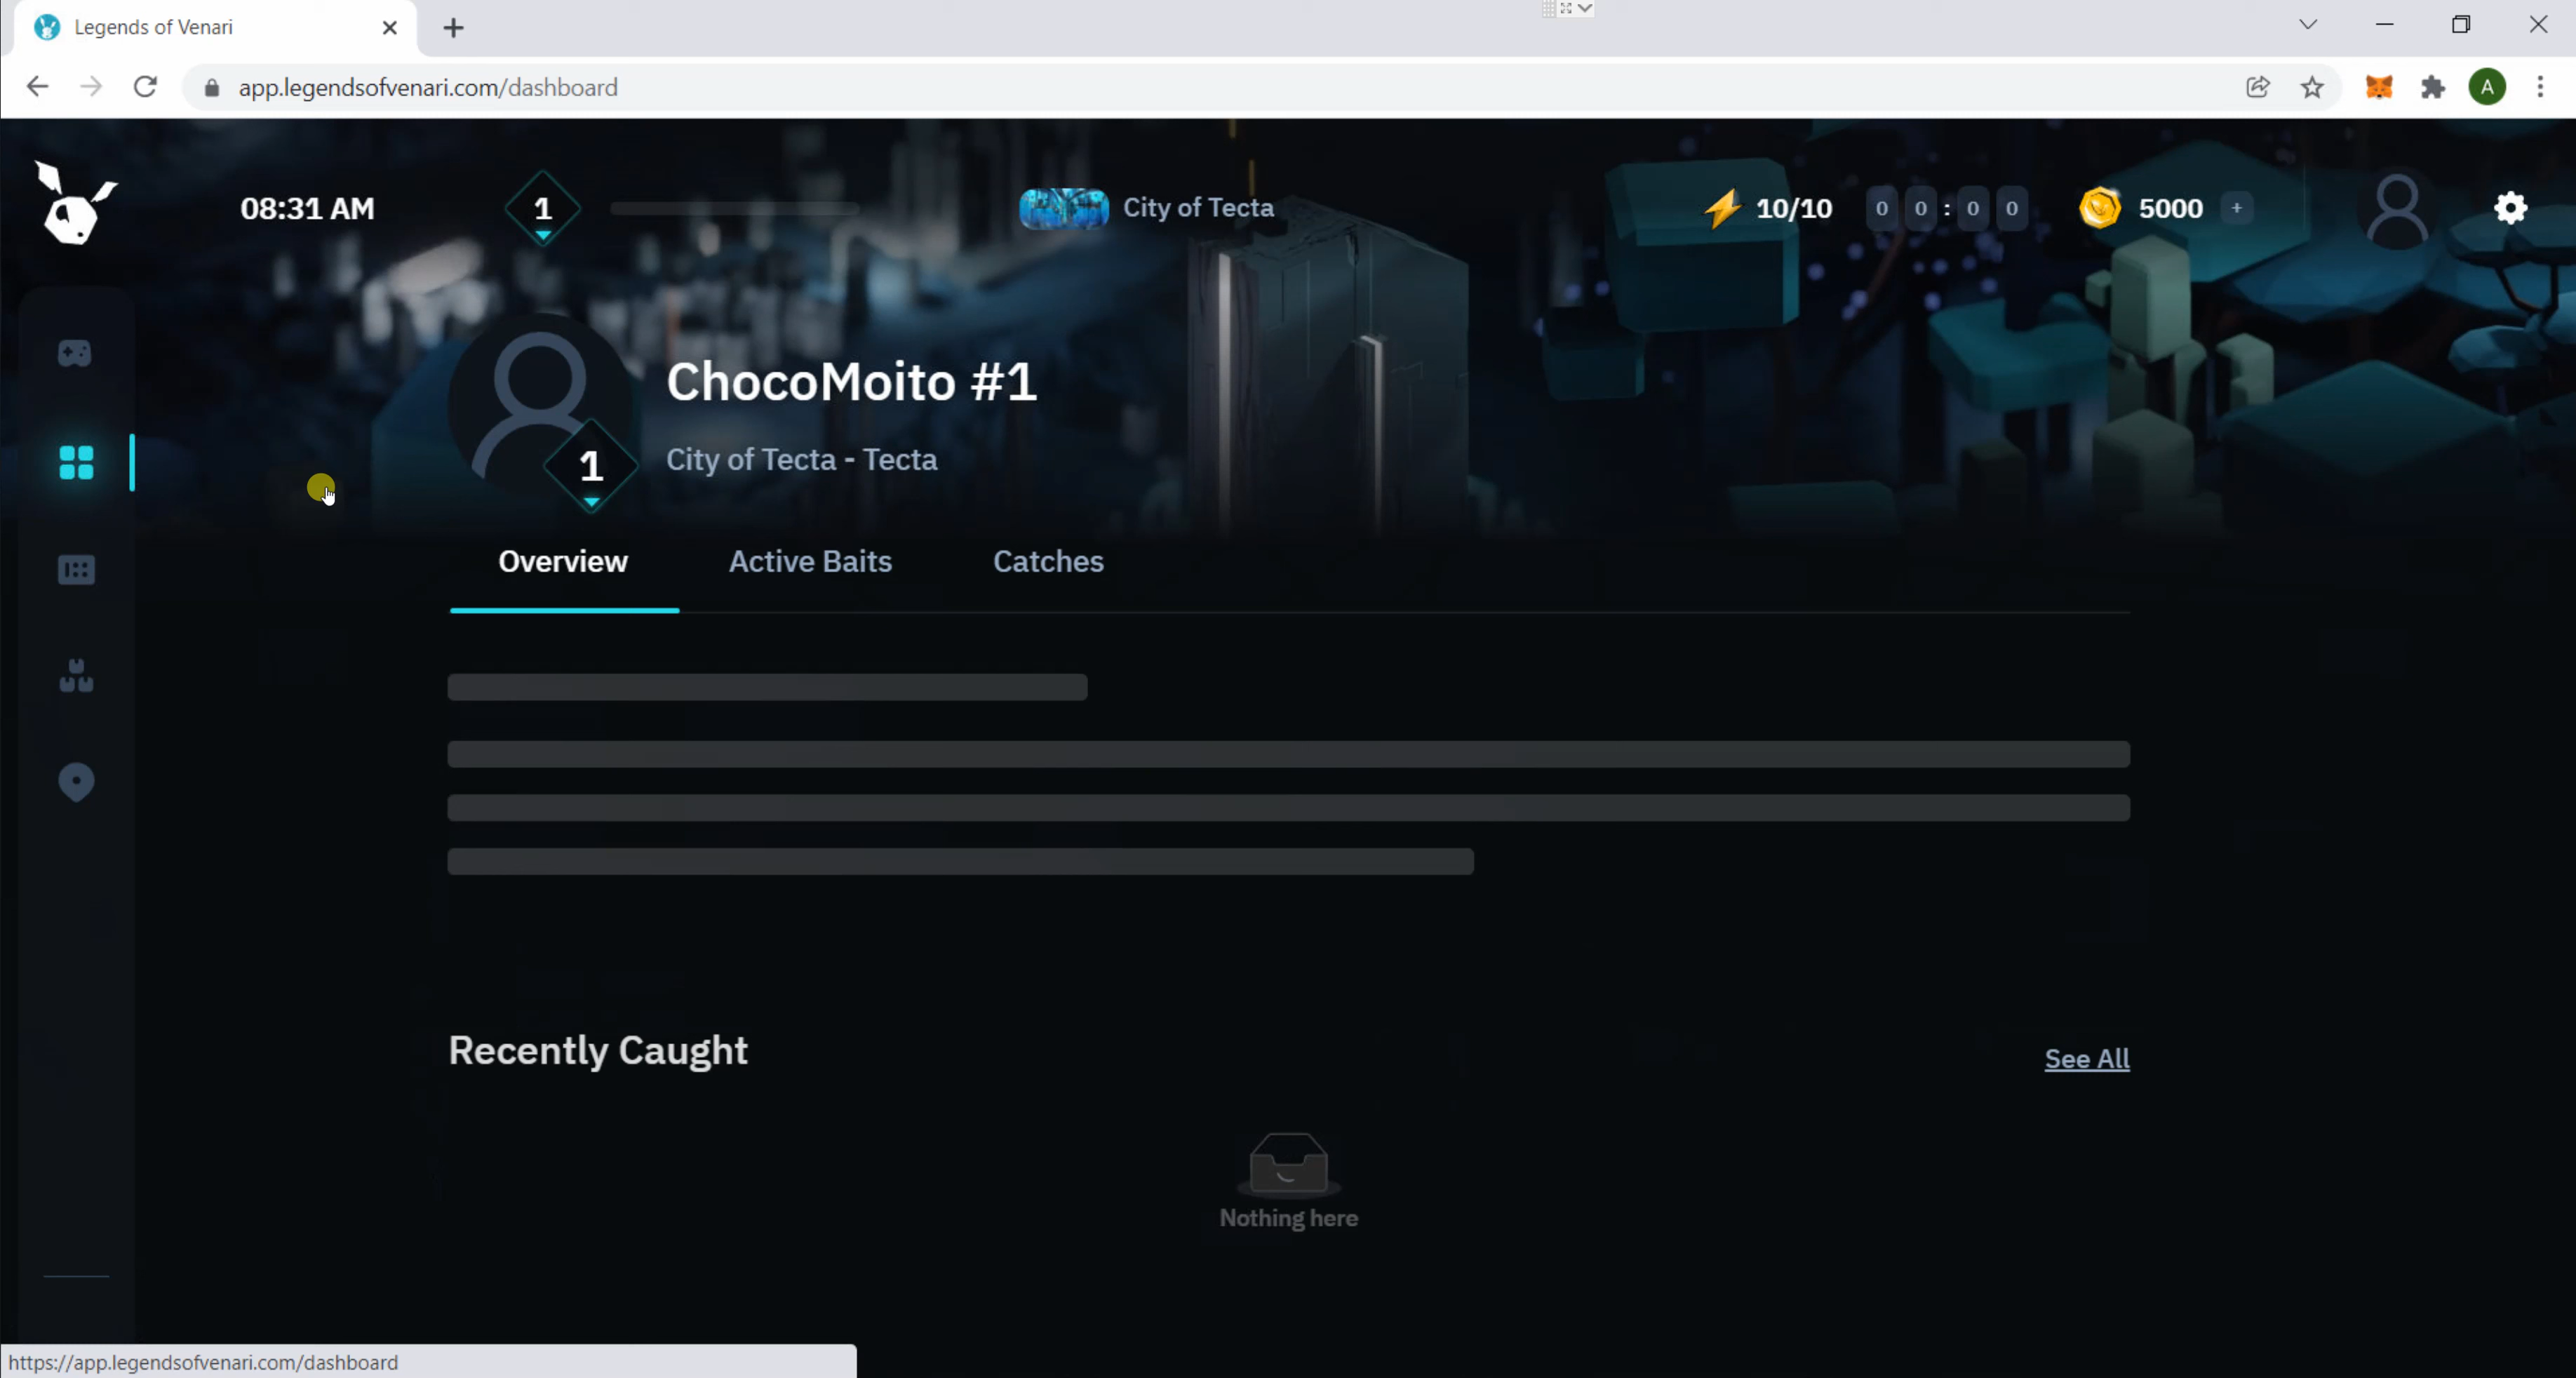 Legends of Venari
app.legendsofvenari.com/dashboard
A
08:31 AM
1
City of Tecta
10/10
0 0 : 0 0
5000
+
ChocoMoito #1
1
City of Tecta - Tecta
Overview
Active Baits
Catches
Recently Caught
See All
Nothing here
https://app.legendsofvenari.com/dashboard